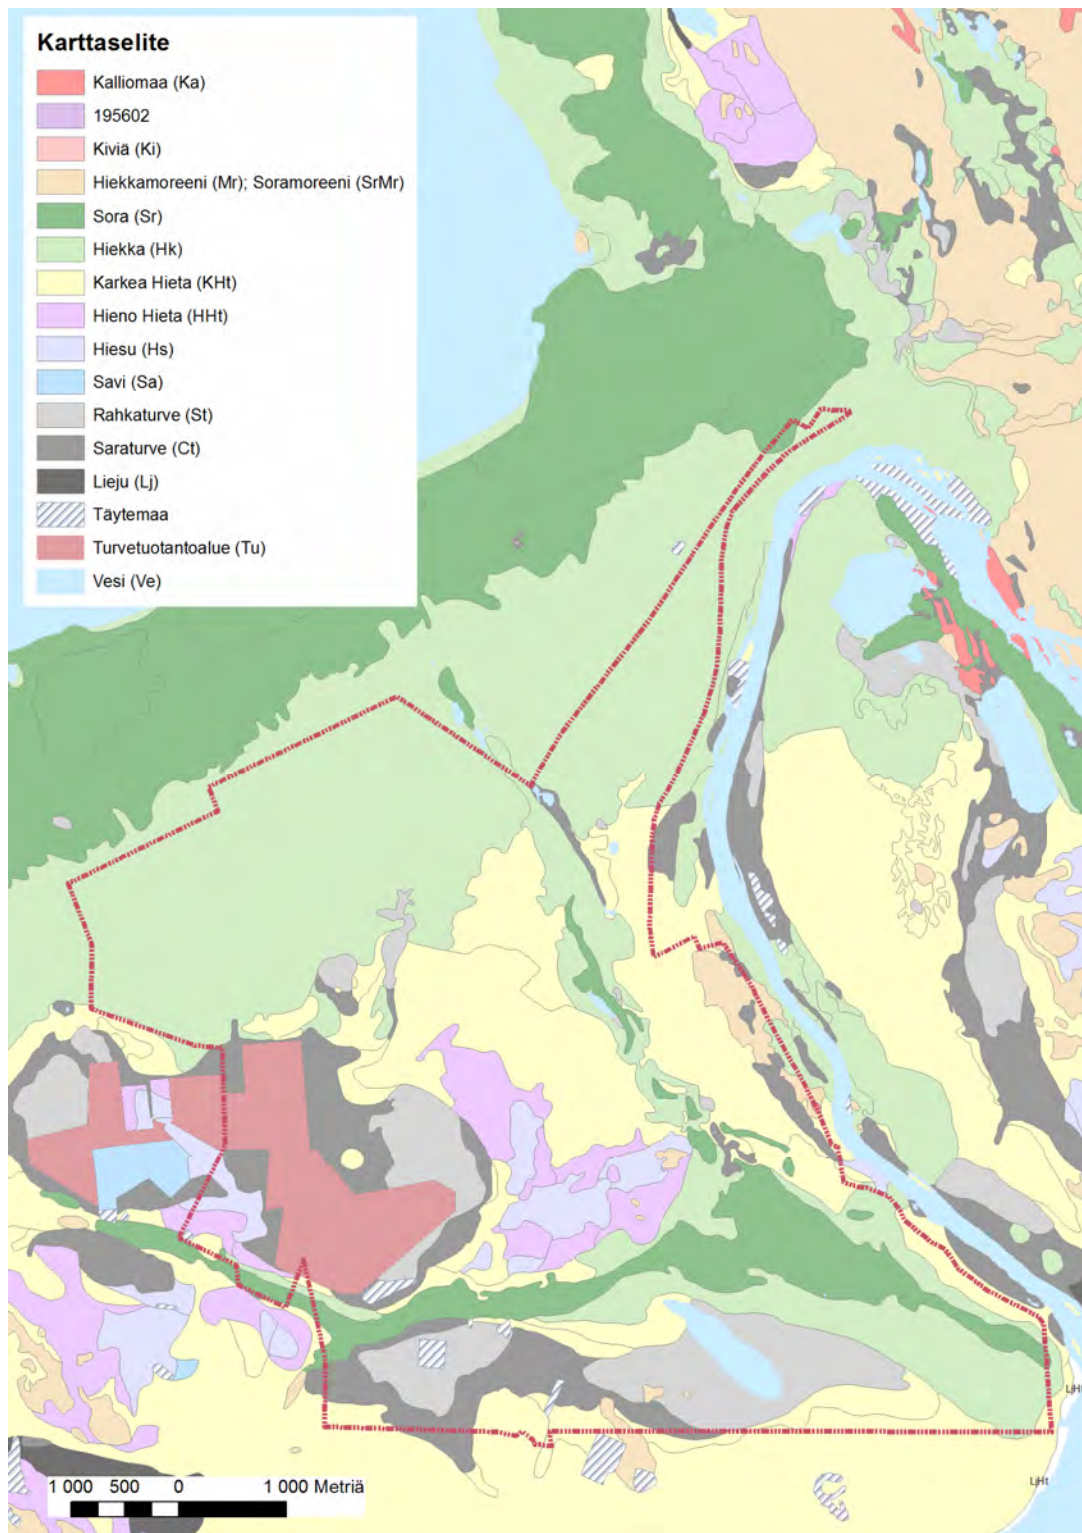 Karttaselite
Kalliomaa (Ka)
195602
Kiviä (Ki)
Hiekkamoreeni (Mr); Soramoreeni (SrMr)
Sora (Sr)
Hiekka (Hk)
Karkea Hieta (KHt)
Hieno Hieta (HHt)
Hiesu (Hs)
Savi (Sa)
Rahkaturve (St)
Saraturve (Ct)
Lieju (Lj)
Täytemaa
Turvetuotantoalue (Tu)
Vesi (Ve)
LjHt
1 000 500 0 1 000 Metriä